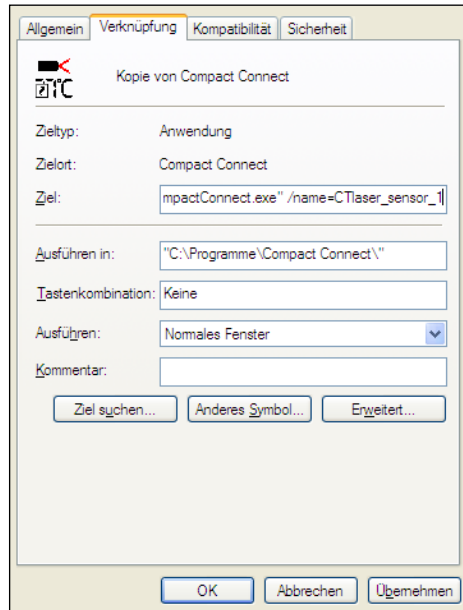 Allgemein Verknüpfung Kompatibilität Sicherheit
Kopie von Compact Connect
Zieltyp: Anwendung
Zielort: Compact Connect
Ziel: mpactConnect.exe" /name=CTlaser_sensor_1
Ausführen in: "C:\Programme\Compact Connect\"
Tastenkombination: Keine
Ausführen: Normales Fenster
Kommentar:
Ziel suchen... Anderes Symbol... Erweitert...
OK Abbrechen Übernehmen